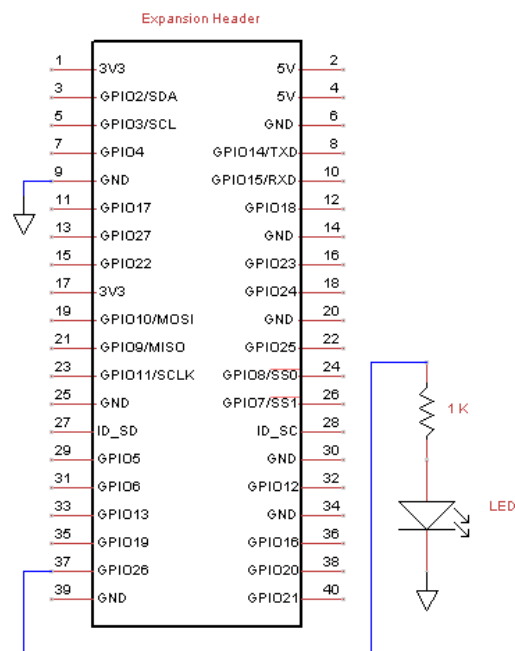 Expansion Header
1 3V3 5V 2
3 GPIO2/SDA 5V 4
5 GPIO3/SCL GND 6
7 GPIO4 GPIO14/TXD 8
9 GND GPIO15/RXD 10
11 GPIO17 GPIO18 12
13 GPIO27 GND 14
15 GPIO22 GPIO23 16
17 3V3 GPIO24 18
19 GPIO10/MOSI GND 20
21 GPIO9/MISO GPIO25 22
23 GPIO11/SCLK GPIO8/SS0 24
25 GND GPIO7/SS1 26
27 ID_SD ID_SC 28
29 GPIO5 GND 30
31 GPIO6 GPIO12 32
33 GPIO13 GND 34
35 GPIO19 GPIO16 36
37 GPIO26 GPIO20 38
39 GND GPIO21 40
1K
LED